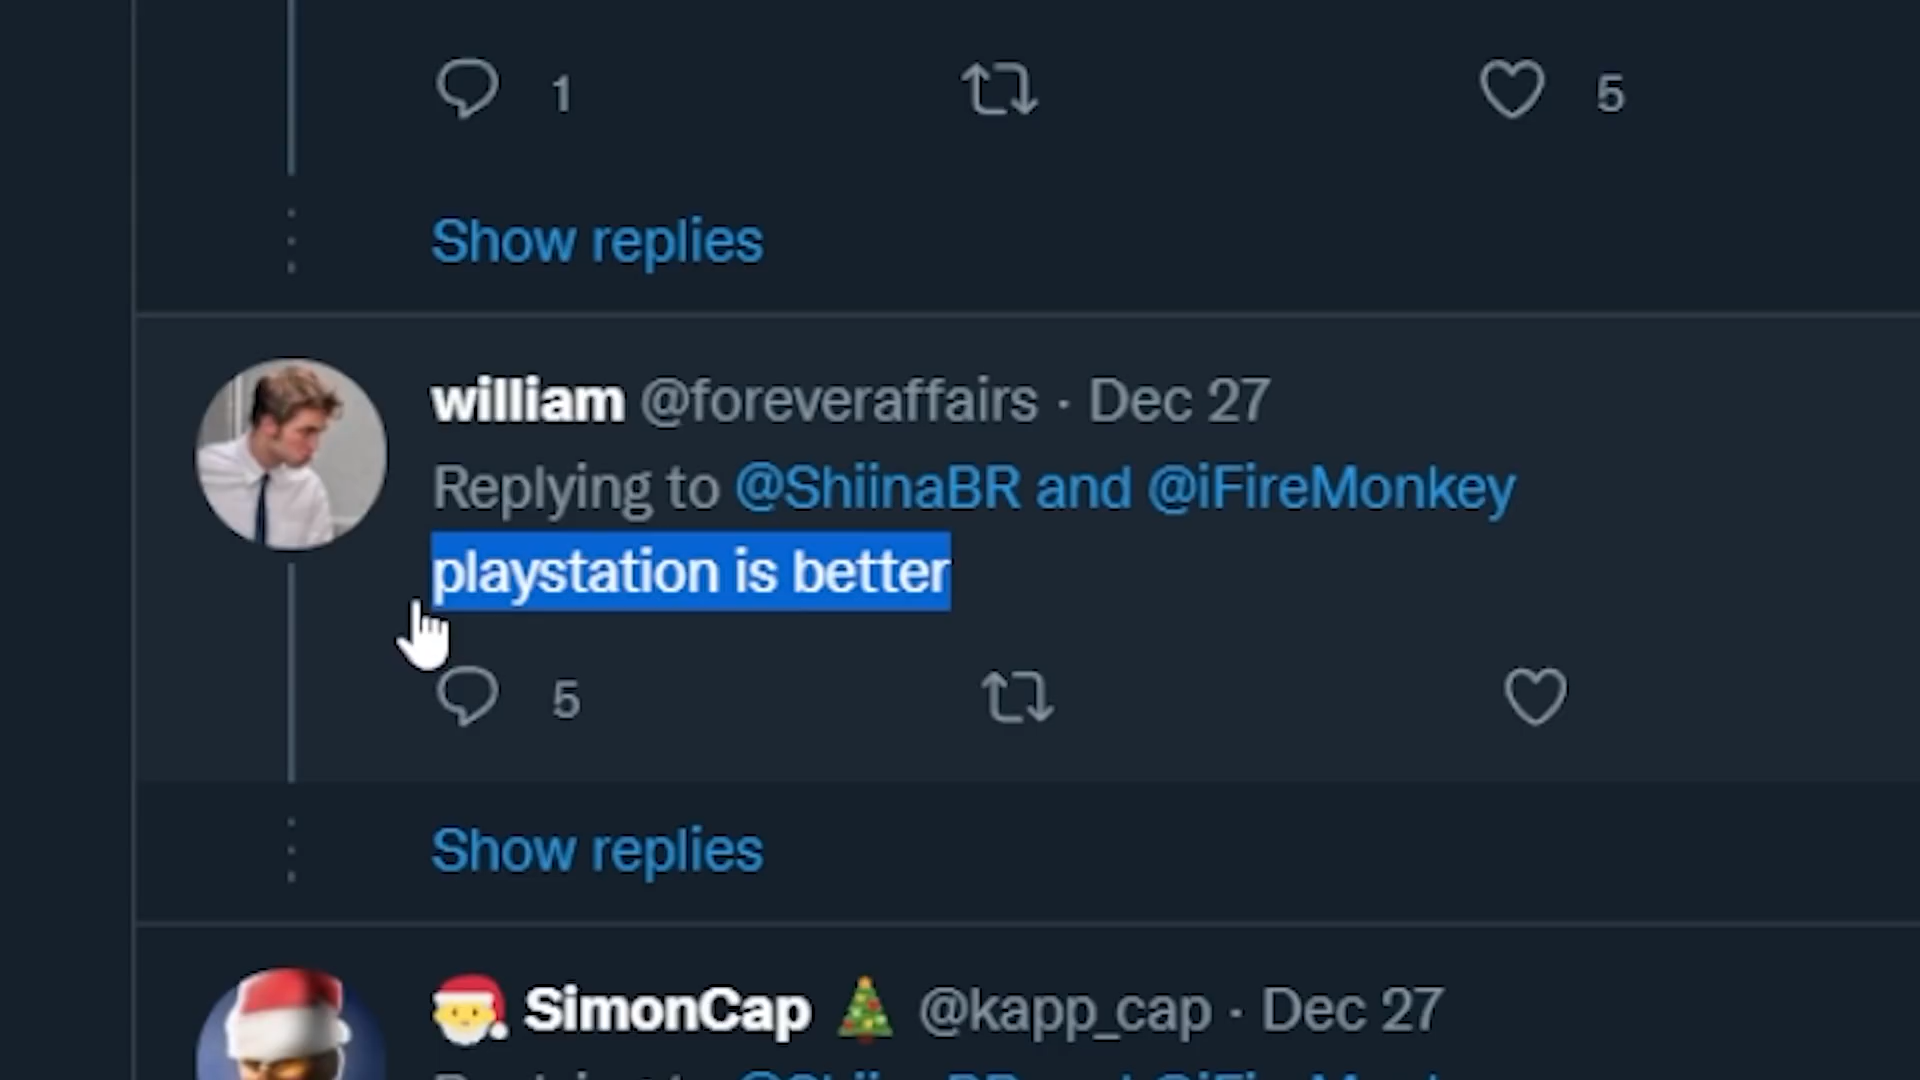 1 5
Show replies
william @foreveraffairs · Dec 27
Replying to @ShiinaBR and @iFireMonkey
playstation is better
5
Show replies
🎅 SimonCap 🎄 @kapp_cap · Dec 27